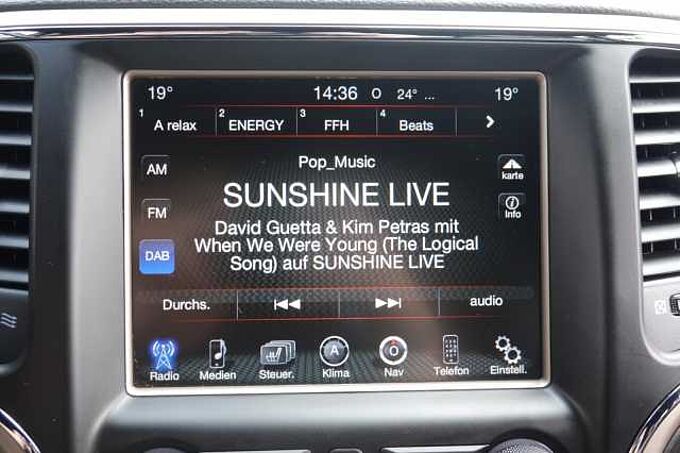 19° 14:36 O 24° ... 19°
1 A relax 2 ENERGY 3 FFH 4 Beats >
Pop_Music
AM karte
SUNSHINE LIVE
FM Info
David Guetta & Kim Petras mit
When We Were Young (The Logical
DAB
Song) auf SUNSHINE LIVE
Durchs. audio
A O
Radio Medien Steuer. Klima Nav Telefon Einstell.